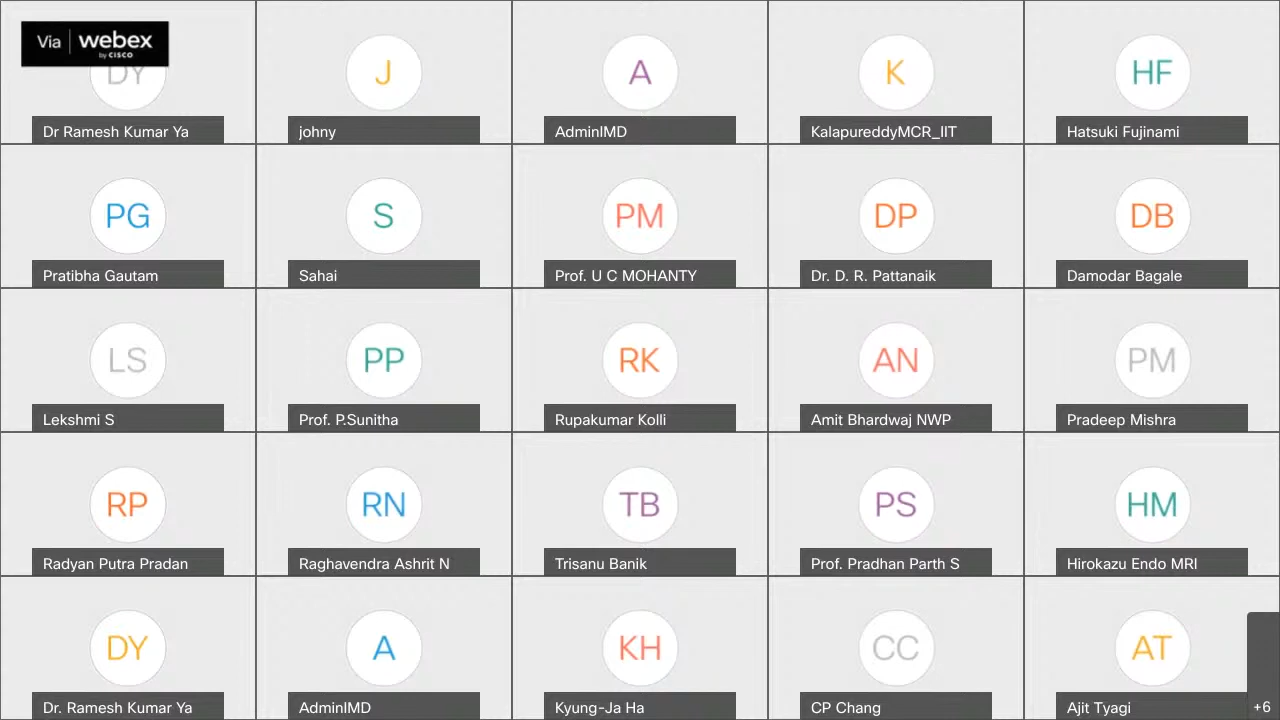 Via webex
by CISCO
DY
J
A
K
HF
Dr Ramesh Kumar Ya
johny
AdminIMD
KalapureddyMCR_IIT
Hatsuki Fujinami
PG
S
PM
DP
DB
Pratibha Gautam
Sahai
Prof. U C MOHANTY
Dr. D. R. Pattanaik
Damodar Bagale
LS
PP
RK
AN
PM
Lekshmi S
Prof. P.Sunitha
Rupakumar Kolli
Amit Bhardwaj NWP
Pradeep Mishra
RP
RN
TB
PS
HM
Radyan Putra Pradan
Raghavendra Ashrit N
Trisanu Banik
Prof. Pradhan Parth S
Hirokazu Endo MRI
DY
A
KH
CC
AT
Dr. Ramesh Kumar Ya
AdminIMD
Kyung-Ja Ha
CP Chang
Ajit Tyagi
+6